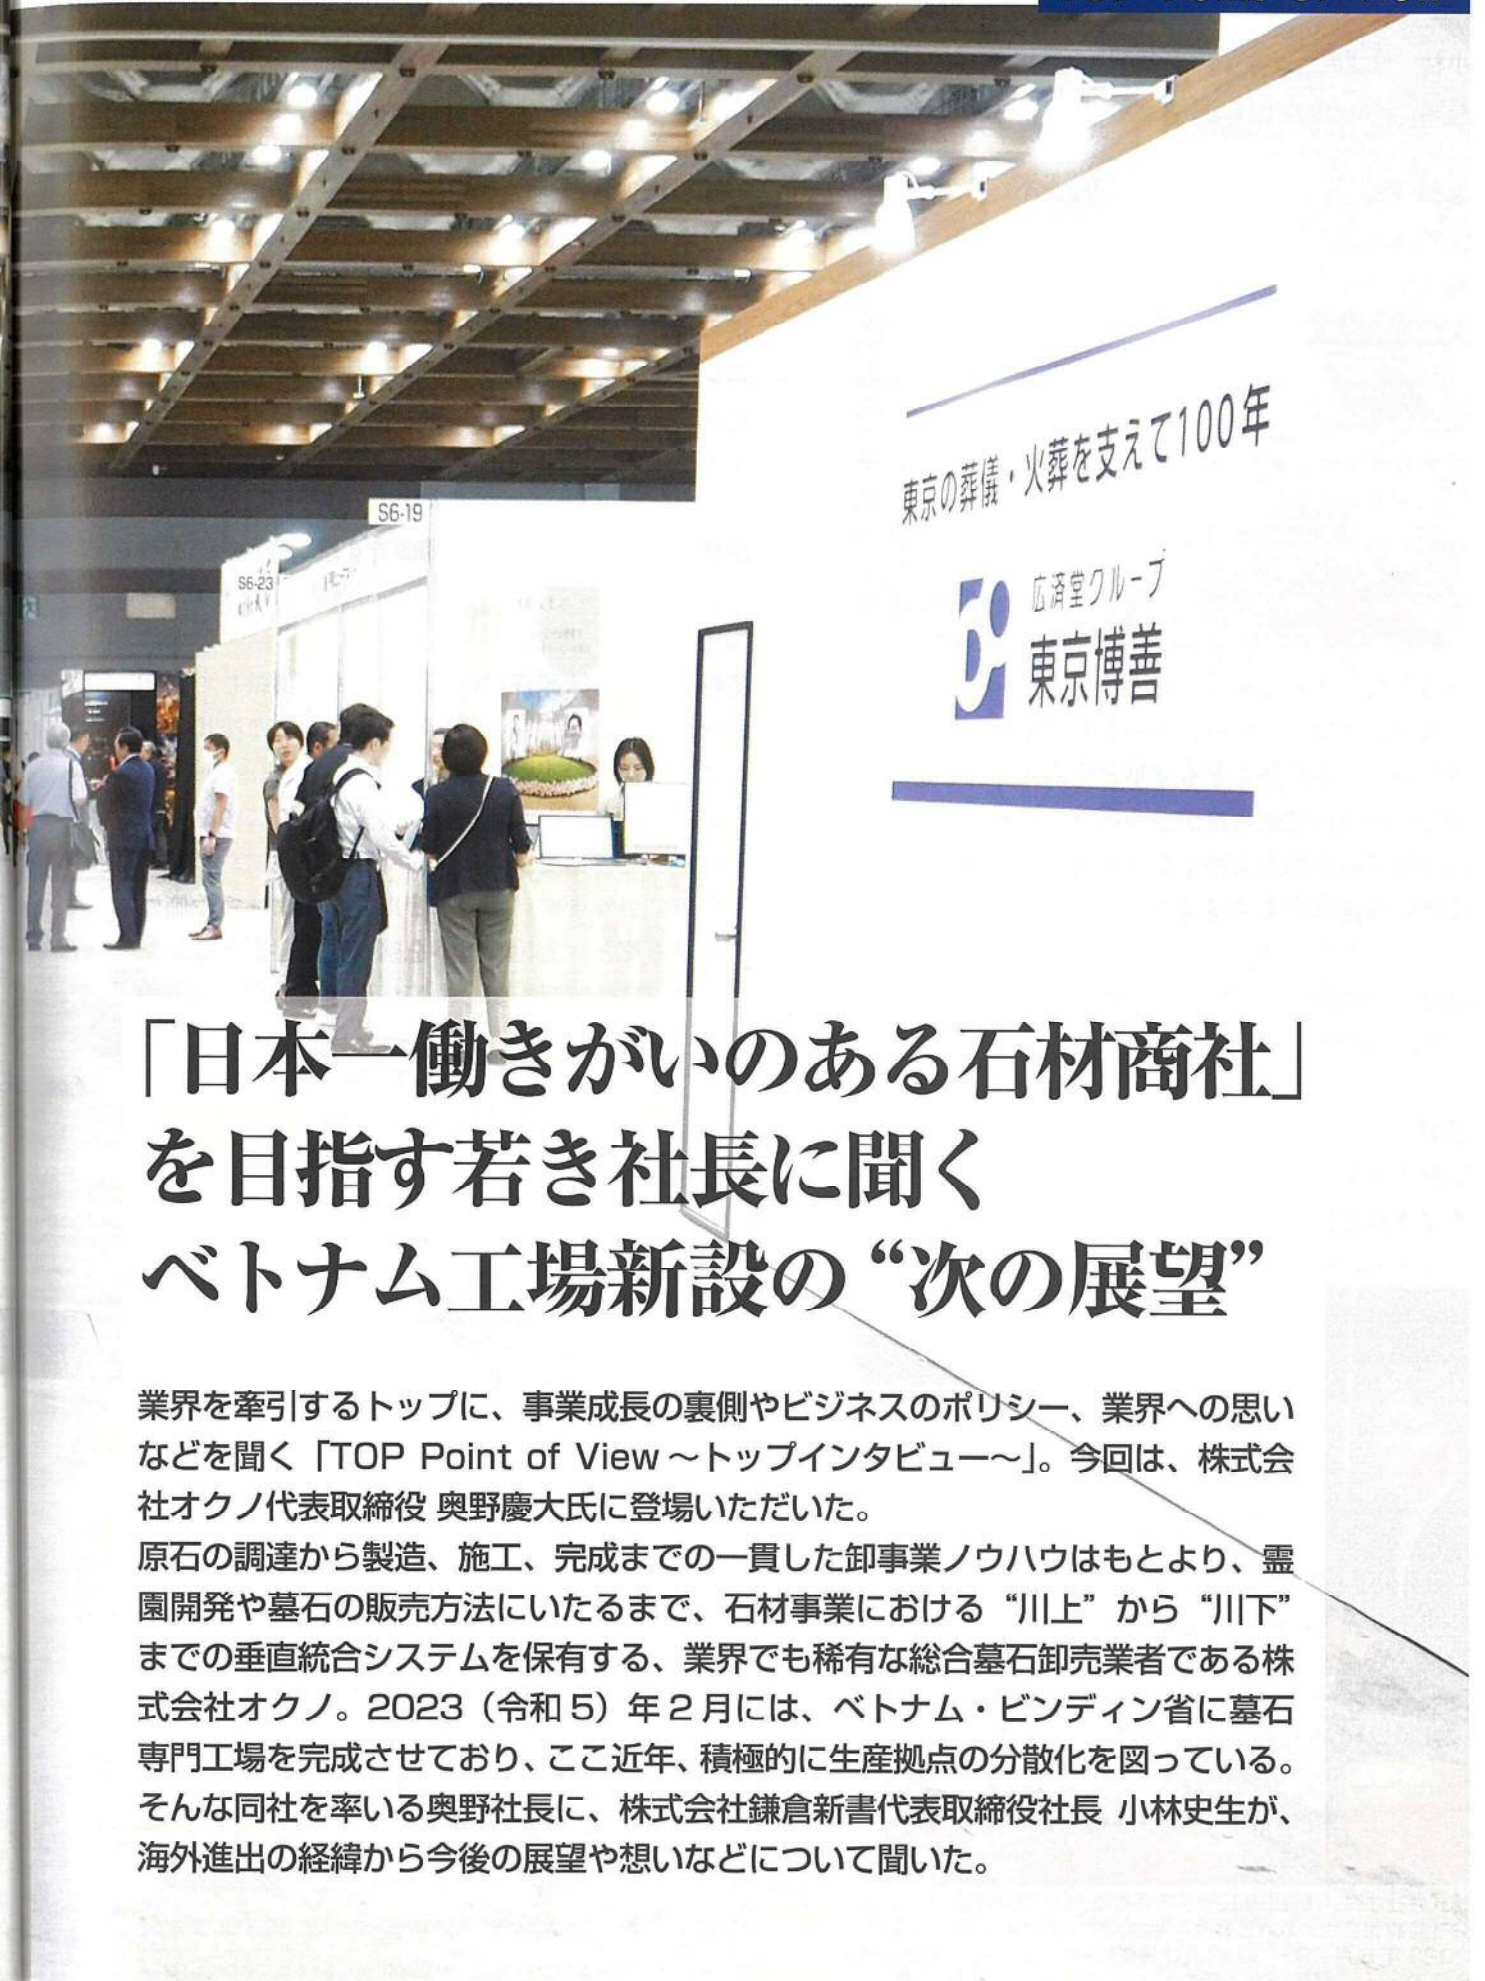 東京の葬儀・火葬を支えて100年
S6-19
S6-23
広済堂グループ
東京博善
「日本一働きがいのある石材商社」
を目指す若き社長に聞く
ベトナム工場新設の“次の展望”
業界を牽引するトップに、事業成長の裏側やビジネスのポリシー、業界への思い
などを聞く「TOP Point of View～トップインタビュー～」。今回は、株式会
社オクノ代表取締役 奥野慶大氏に登場いただいた。
原石の調達から製造、施工、完成までの一貫した卸事業ノウハウはもとより、霊
園開発や墓石の販売方法にいたるまで、石材事業における“川上”から“川下”
までの垂直統合システムを保有する、業界でも稀有な総合墓石卸売業者である株
式会社オクノ。2023（令和5）年2月には、ベトナム・ビンディン省に墓石
専門工場を完成させており、ここ近年、積極的に生産拠点の分散化を図っている。
そんな同社を率いる奥野社長に、株式会社鎌倉新書代表取締役社長 小林史生が、
海外進出の経緯から今後の展望や想いなどについて聞いた。